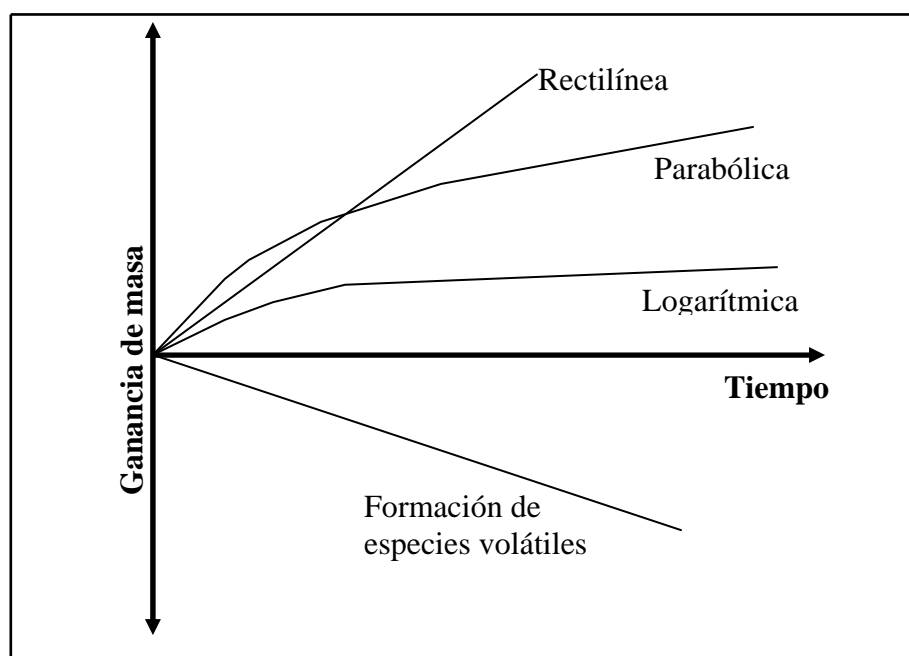 Rectilínea
Parabólica
Logarítmica
Tiempo
Ganancia de masa
Formación de
especies volátiles